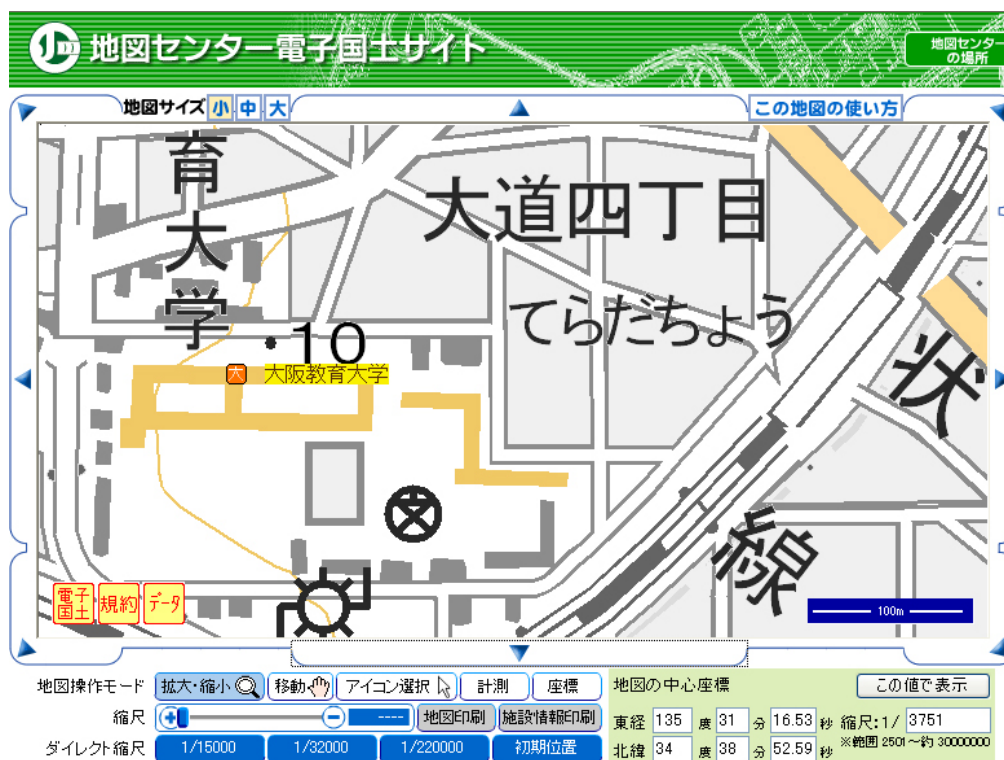 地図センター電子国土サイト
地図センター
の場所
地図サイズ 小 中 大
この地図の使い方
育大学
大道四丁目
てらだちょう
10
大 大阪教育大学
状
線
電子
国土
規約
データ
100m
地図操作モード 拡大・縮小 移動 アイコン選択 計測 座標
縮尺 ---- 地図印刷 施設情報印刷
ダイレクト縮尺 1/15000 1/32000 1/220000 初期位置
地図の中心座標 この値で表示
東経 135 度 31 分 16.53 秒 縮尺:1/ 3751
北緯 34 度 38 分 52.59 秒 ※範囲 2501~約 30000000